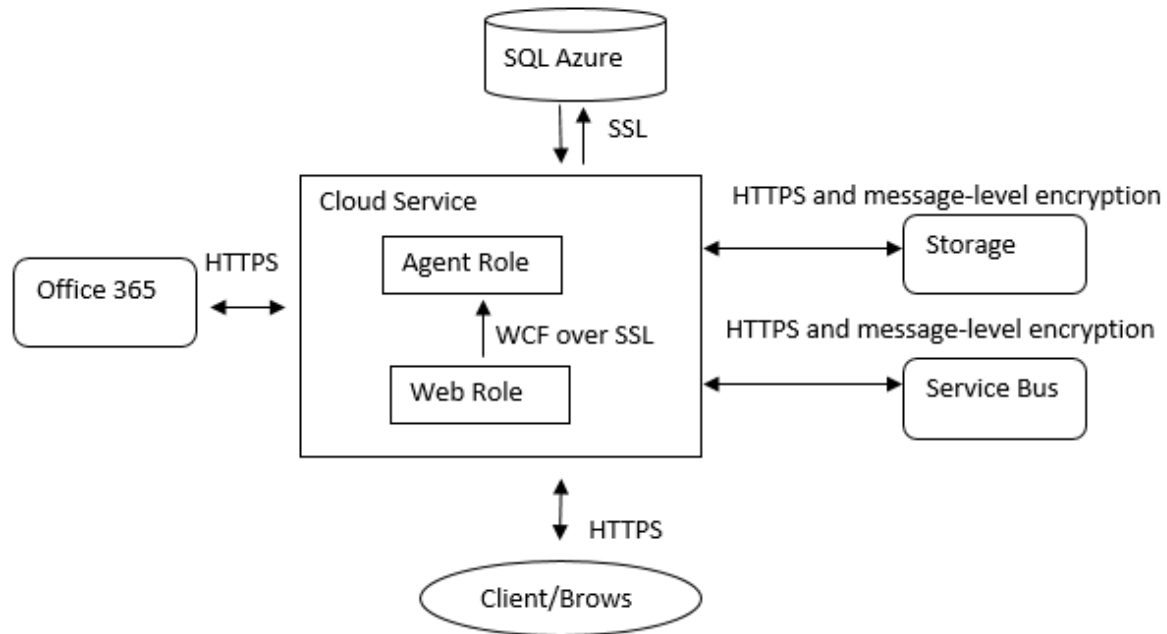 SQL Azure
SSL
Cloud Service
HTTPS and message-level encryption
Storage
Agent Role
HTTPS
Office 365
WCF over SSL
HTTPS and message-level encryption
Web Role
Service Bus
HTTPS
Client/Brows